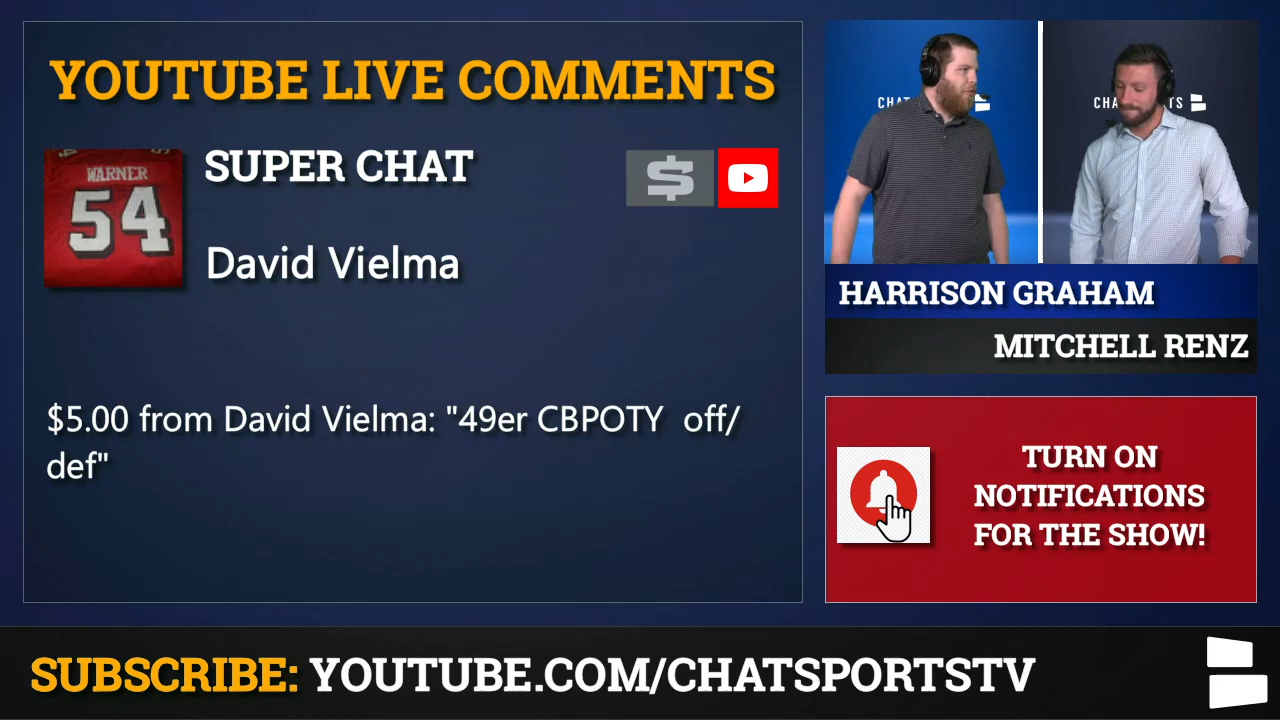 YOUTUBE LIVE COMMENTS
WARNER
54
SUPER CHAT
David Vielma
$5.00 from David Vielma: "49er CBPOTY off/
def"
HARRISON GRAHAM
MITCHELL RENZ
TURN ON
NOTIFICATIONS
FOR THE SHOW!
SUBSCRIBE: YOUTUBE.COM/CHATSPORTSTV